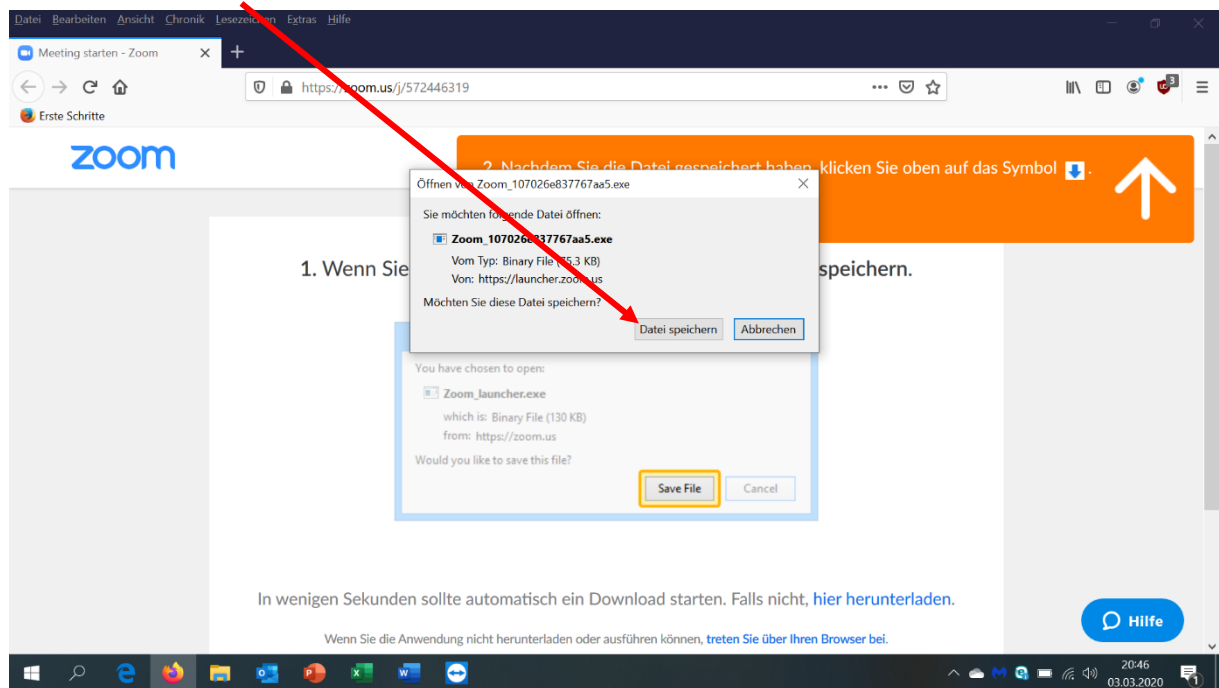 Datei Bearbeiten Ansicht Chronik Lesezeichen Extras Hilfe
Meeting starten - Zoom
https://zoom.us/j/572446319
3
Erste Schritte
zoom
2. Nachdem Sie die Datei gespeichert haben, klicken Sie oben auf das Symbol
Öffnen von Zoom_107026e837767aa5.exe
Sie möchten folgende Datei öffnen:
Zoom_107026e837767aa5.exe
Vom Typ: Binary File (75.3 KB)
Von: https://launcher.zoom.us
Möchten Sie diese Datei speichern?
Datei speichern Abbrechen
1. Wenn Sie speichern.
You have chosen to open:
Zoom_launcher.exe
which is: Binary File (130 KB)
from: https://zoom.us
Would you like to save this file?
Save File Cancel
In wenigen Sekunden sollte automatisch ein Download starten. Falls nicht, hier herunterladen.
Wenn Sie die Anwendung nicht herunterladen oder ausführen können, treten Sie über Ihren Browser bei.
Hilfe
20:46
03.03.2020
1